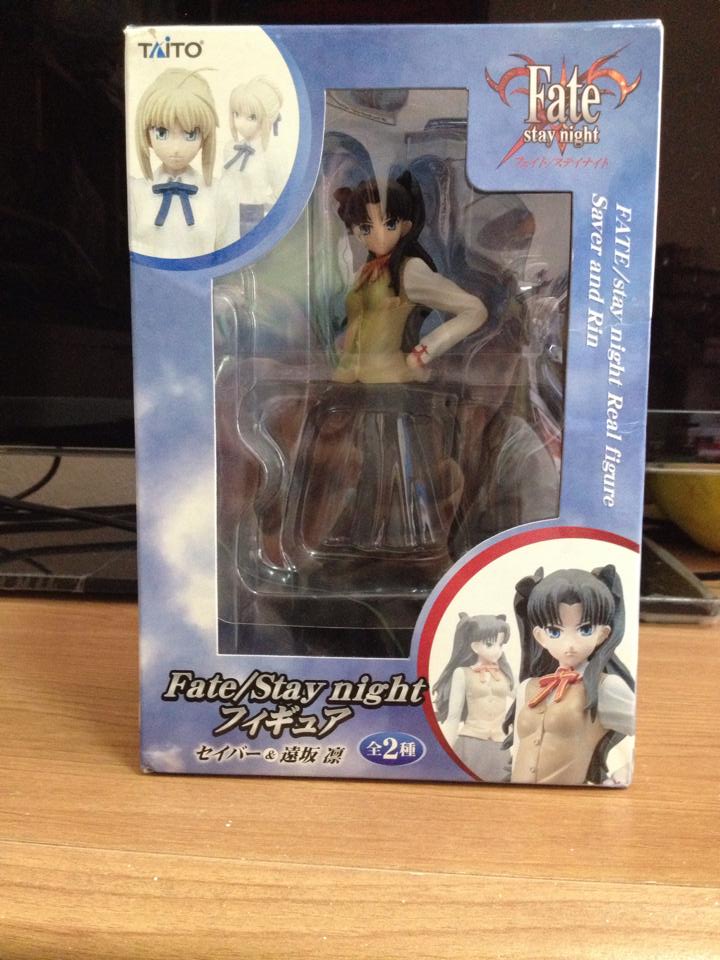 TAITO®
Fate
stay night
フェイト/ステイナイト
FATE/stay night Real figure
Saver and Rin
Fate/Stay night
フィギュア
セイバー & 遠坂 凛
全2種